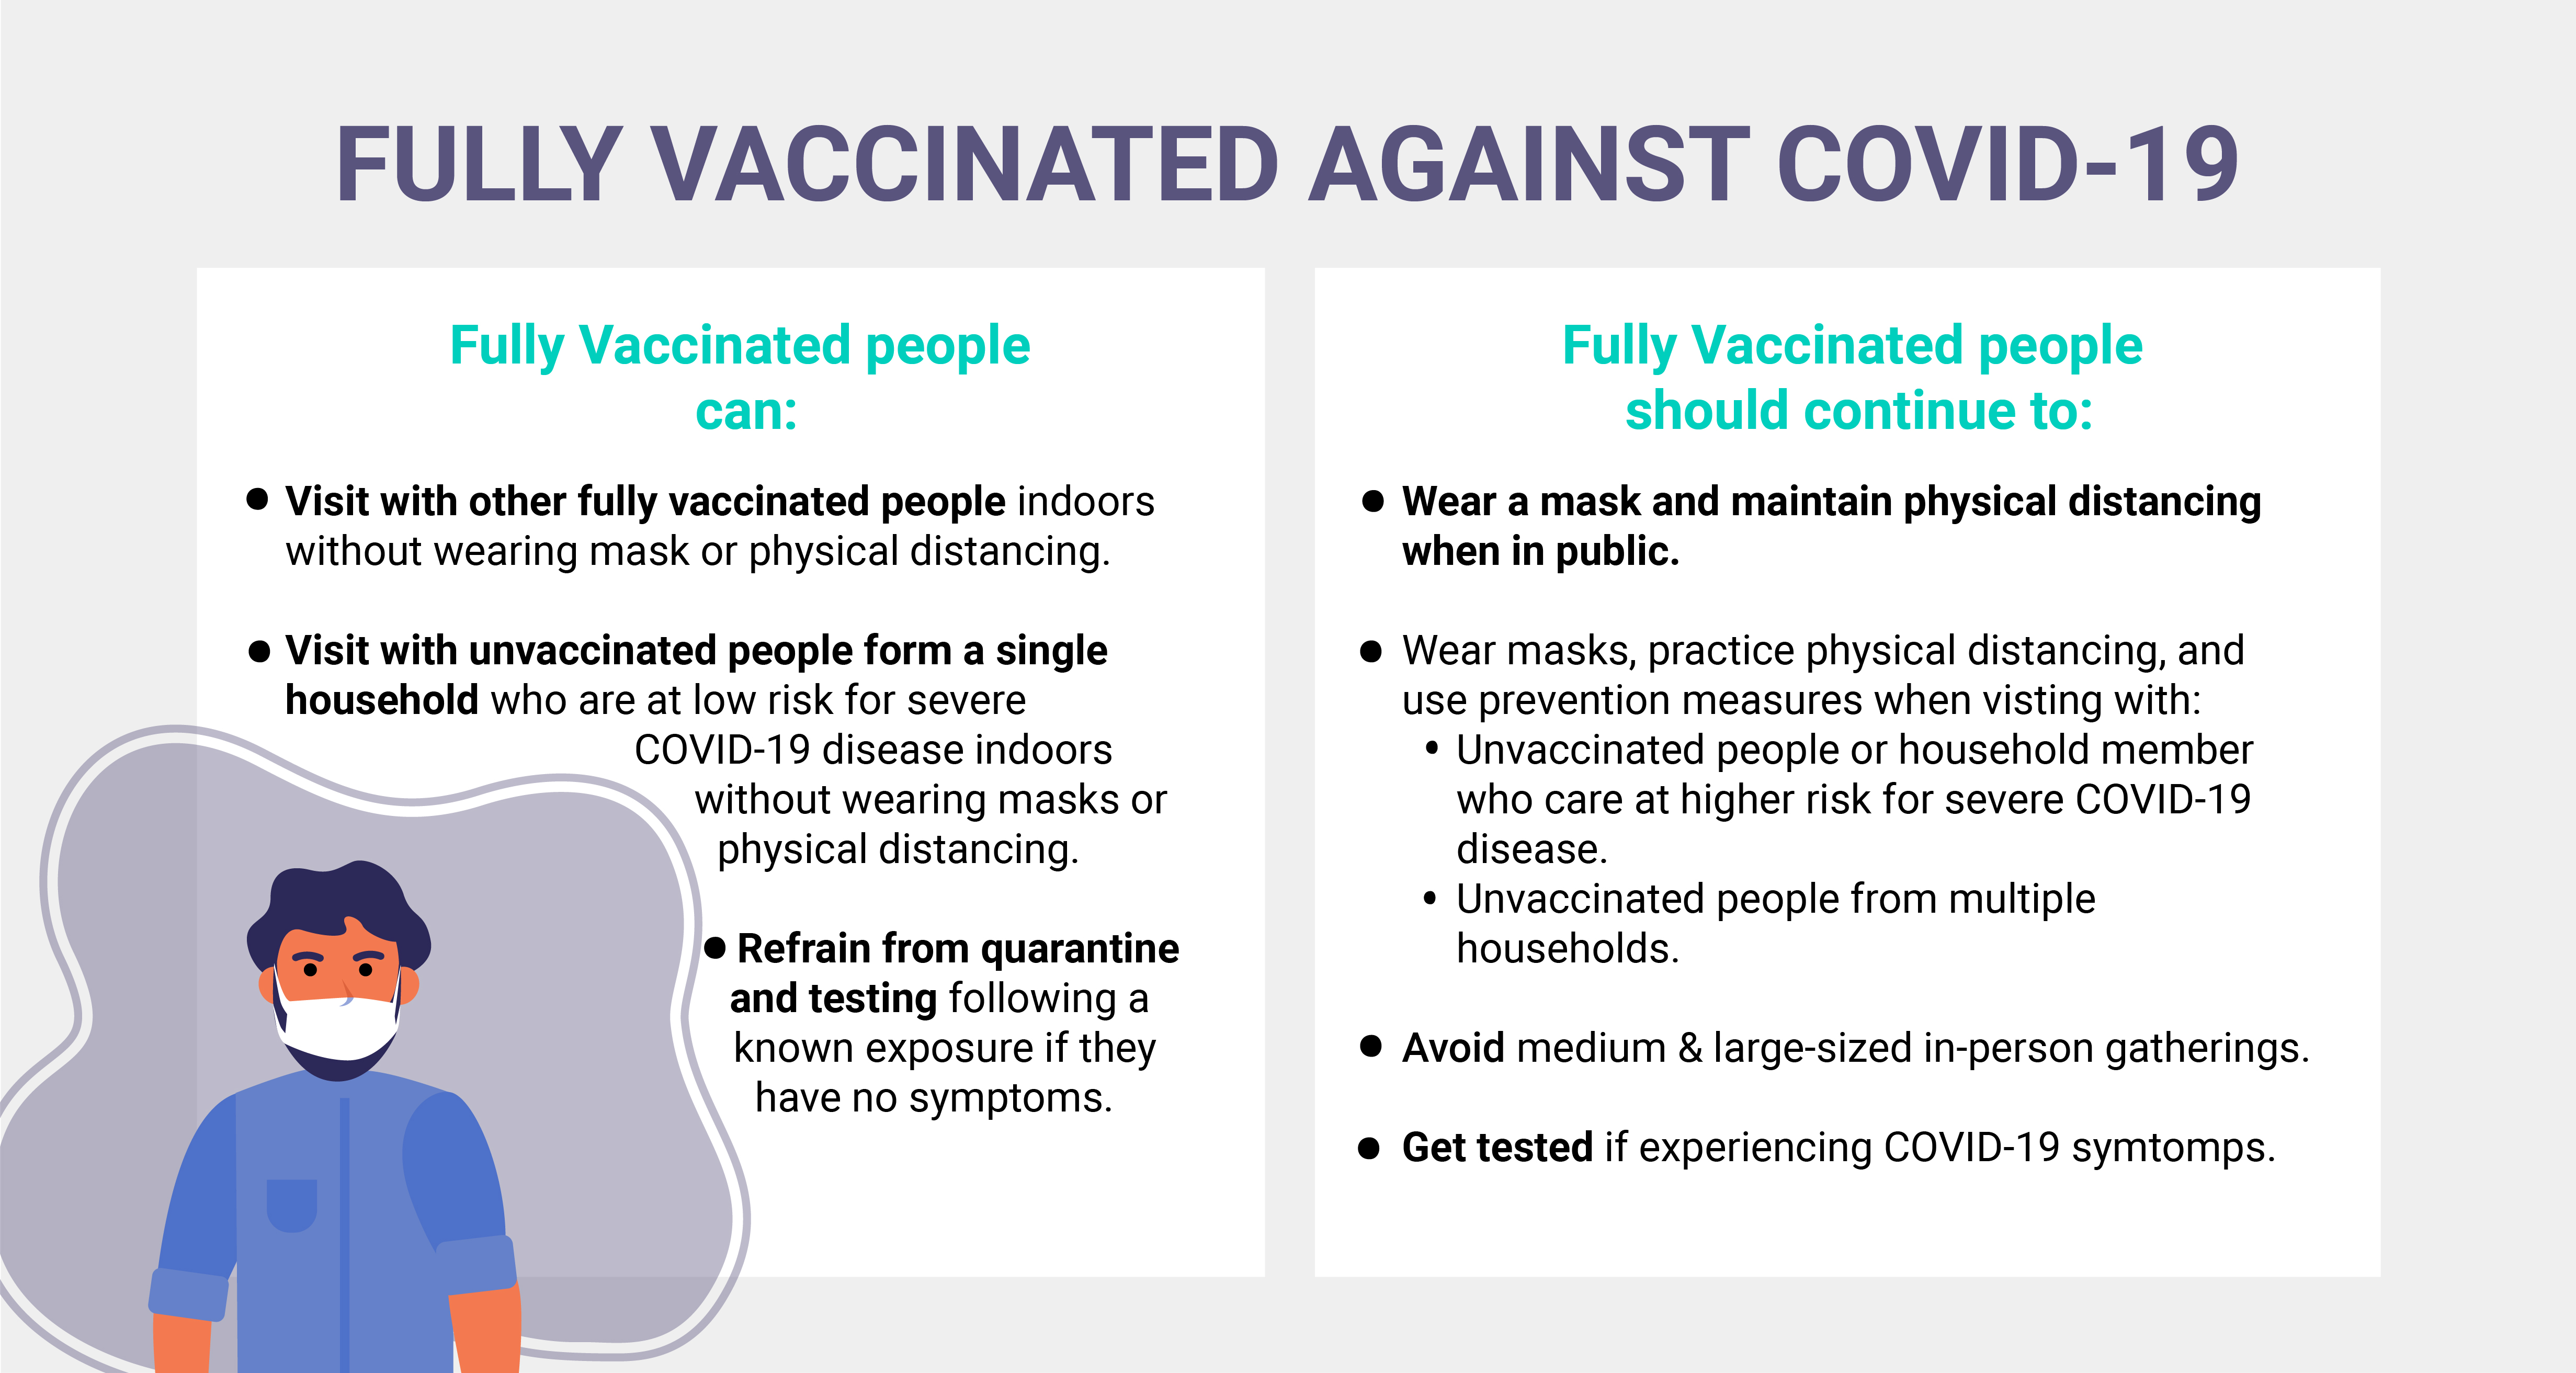 FULLY VACCINATED AGAINST COVID-19
Fully Vaccinated people
can:
• Visit with other fully vaccinated people indoors
without wearing mask or physical distancing.
• Visit with unvaccinated people form a single
household who are at low risk for severe
COVID-19 disease indoors
without wearing masks or
physical distancing.
• Refrain from quarantine
and testing following a
known exposure if they
have no symptoms.
Fully Vaccinated people
should continue to:
• Wear a mask and maintain physical distancing
when in public.
• Wear masks, practice physical distancing, and
use prevention measures when visting with:
• Unvaccinated people or household member
who care at higher risk for severe COVID-19
disease.
• Unvaccinated people from multiple
households.
• Avoid medium & large-sized in-person gatherings.
• Get tested if experiencing COVID-19 symtomps.